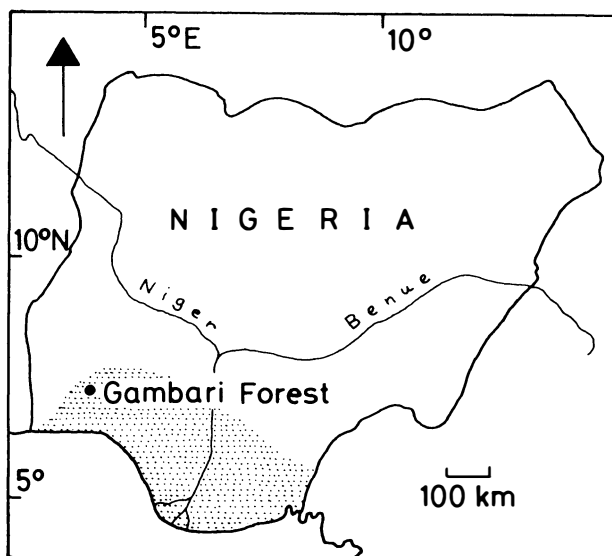 5°E 10°
NIGERIA
10°N
Niger
Benue
Gambari Forest
5°
100 km